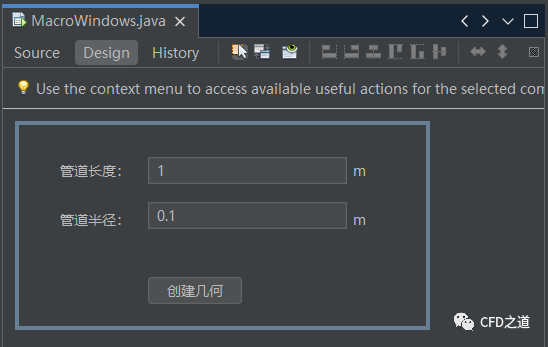 MacroWindows.java
Source Design History
Use the context menu to access available useful actions for the selected com
管道长度： 1 m
管道半径： 0.1 m
创建几何
CFD之道